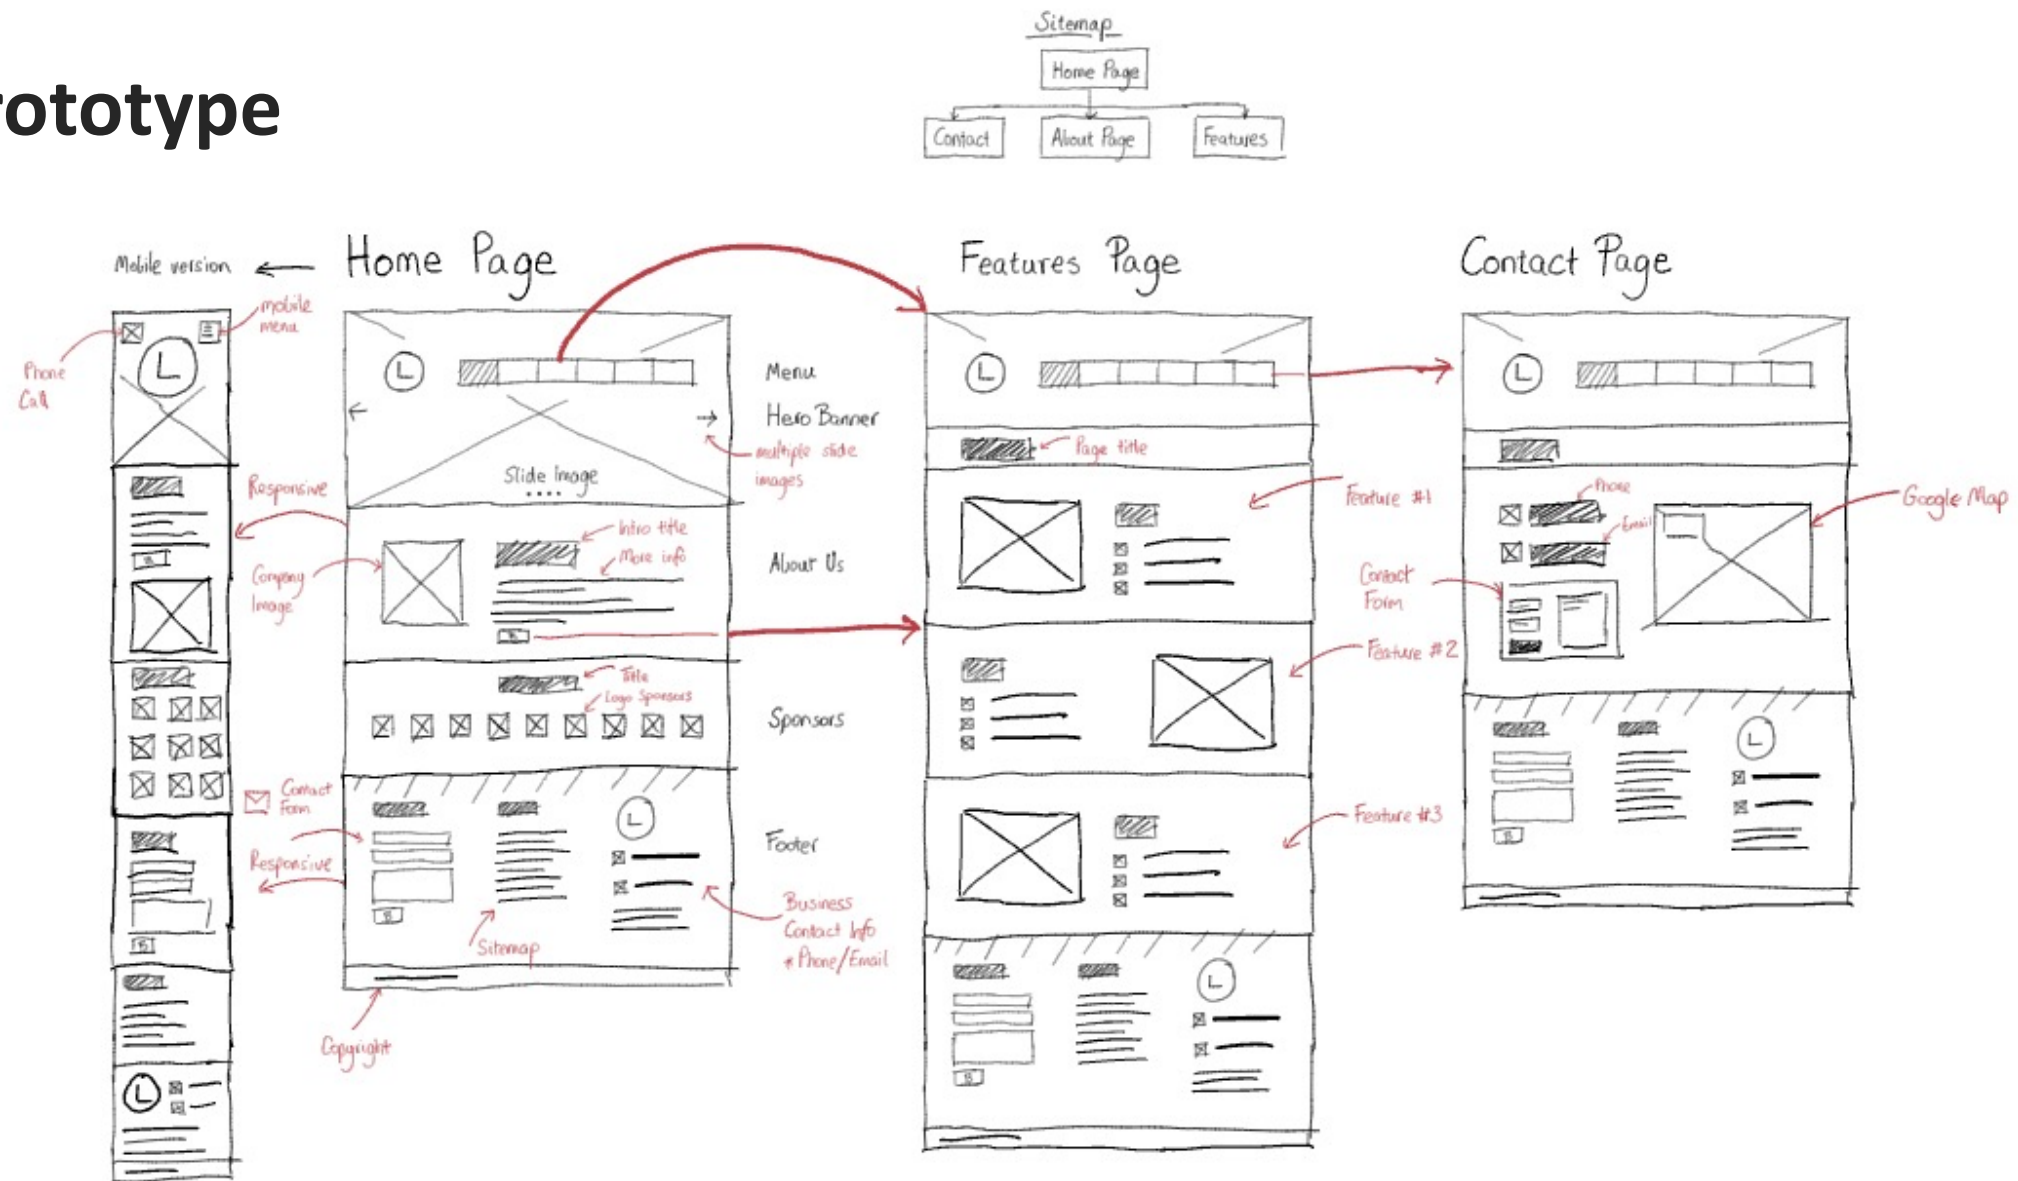 rototype
Sitemap
Home Page
Contact
About Page
Features
Mobile version
Home Page
Features Page
Contact Page
mobile
menu
Phone
Call
L
L
Menu
Hero Banner
multiple slide
images
Slide Image
....
Responsive
Company
Image
Intro title
More info
About Us
B
B
Title
Logo Sponsors
Sponsors
Contact
Form
Responsive
L
Footer
B
B
Sitemap
Business
Contact Info
* Phone/Email
Copyright
L
L
Page title
Feature #1
Feature #2
Feature #3
L
B
L
Phone
Email
Google Map
Contact
Form
L
B